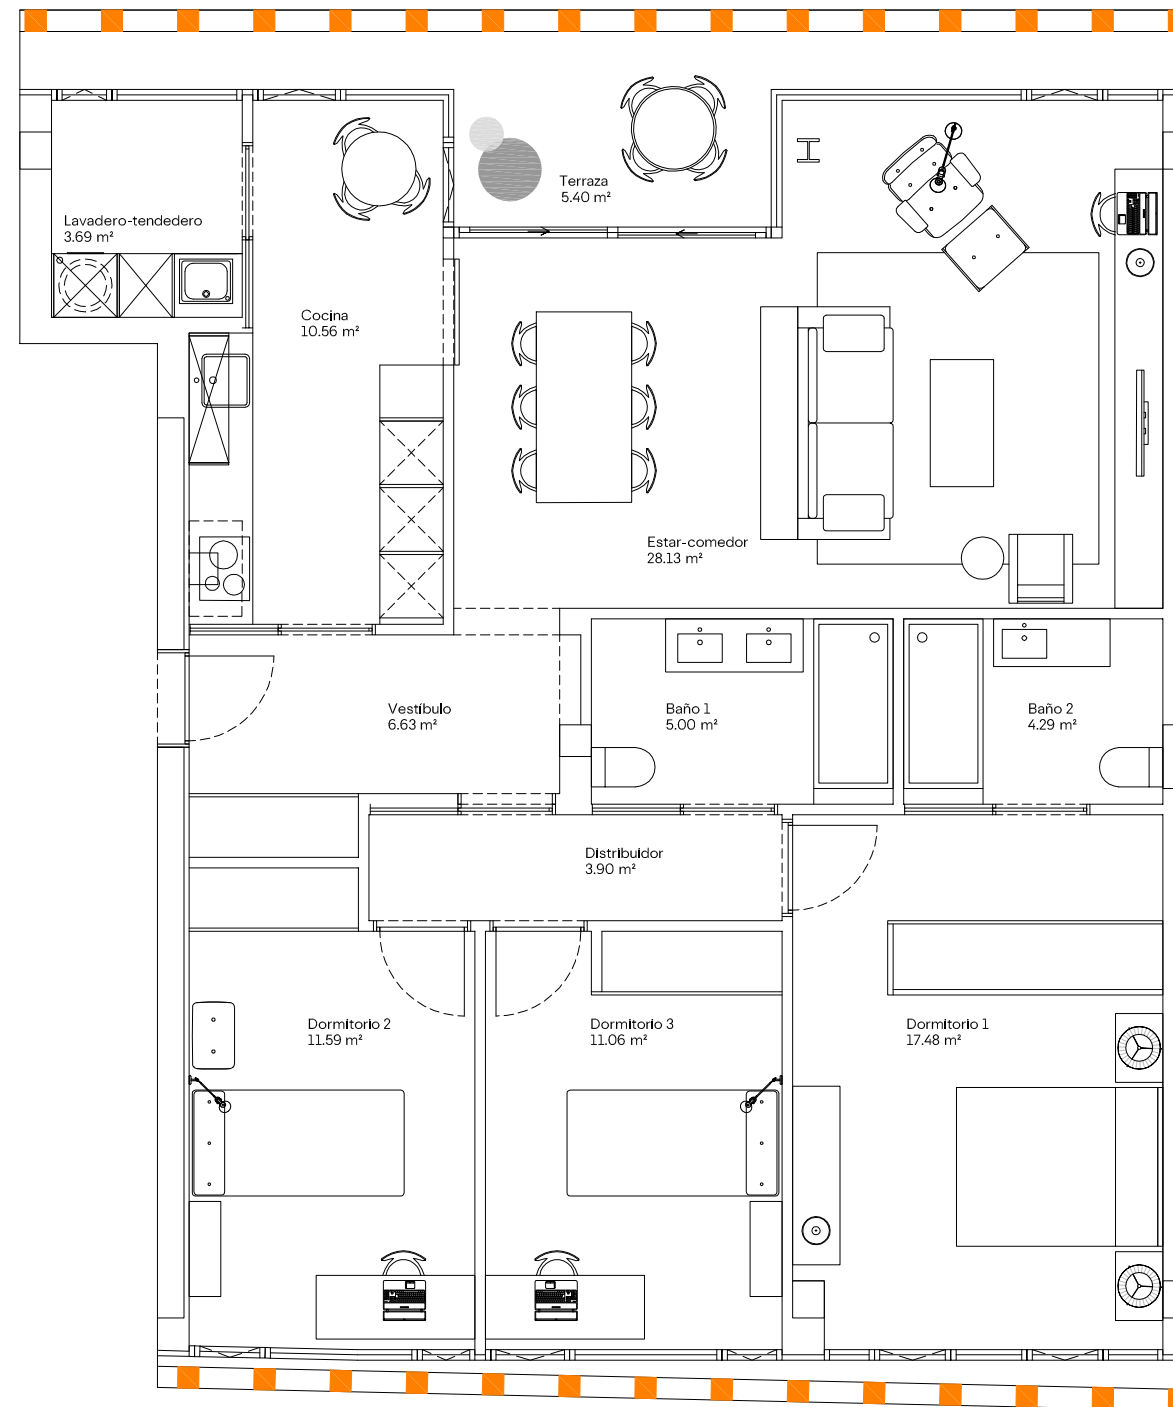 Terraza
5.40 m²
Lavadero-tendedero
3.69 m²
Cocina
10.56 m²
Estar-comedor
28.13 m²
Vestíbulo
6.63 m²
Baño 1
5.00 m²
Baño 2
4.29 m²
Distribuidor
3.90 m²
Dormitorio 2
11.59 m²
Dormitorio 3
11.06 m²
Dormitorio 1
17.48 m²